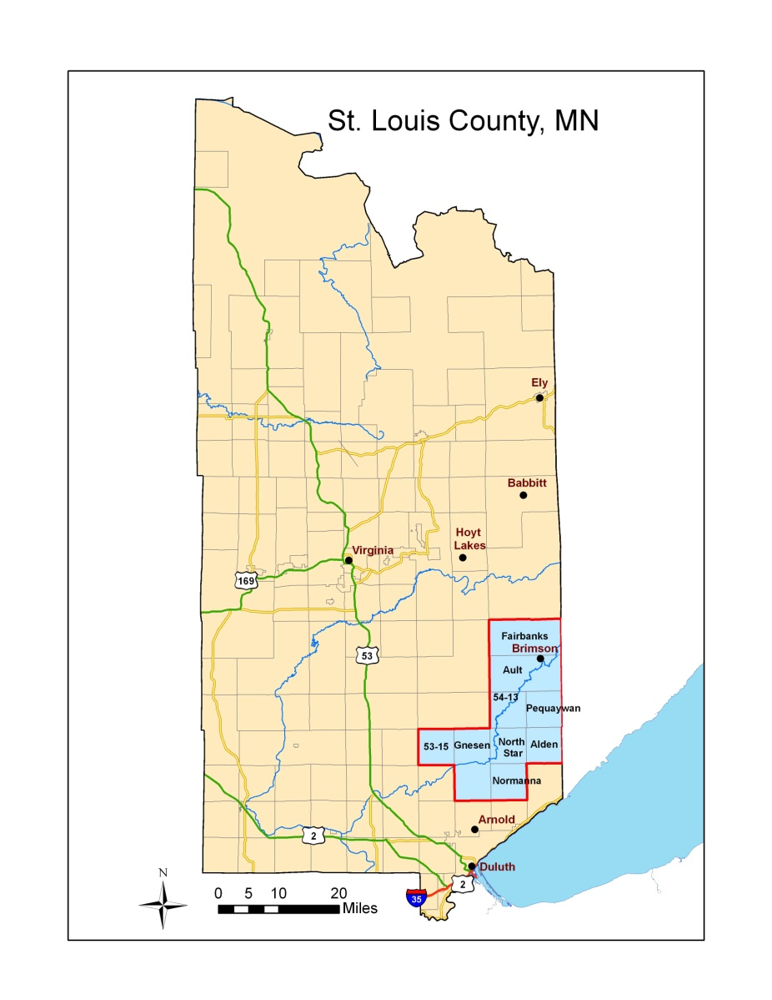 St. Louis County, MN
Ely
Babbitt
Hoyt
Lakes
Virginia
169
Fairbanks
Brimson
53
Ault
54-13
Pequaywan
53-15
Gnesen
North
Star
Alden
Normanna
Arnold
2
Duluth
N
2
35
0 5 10 20
Miles